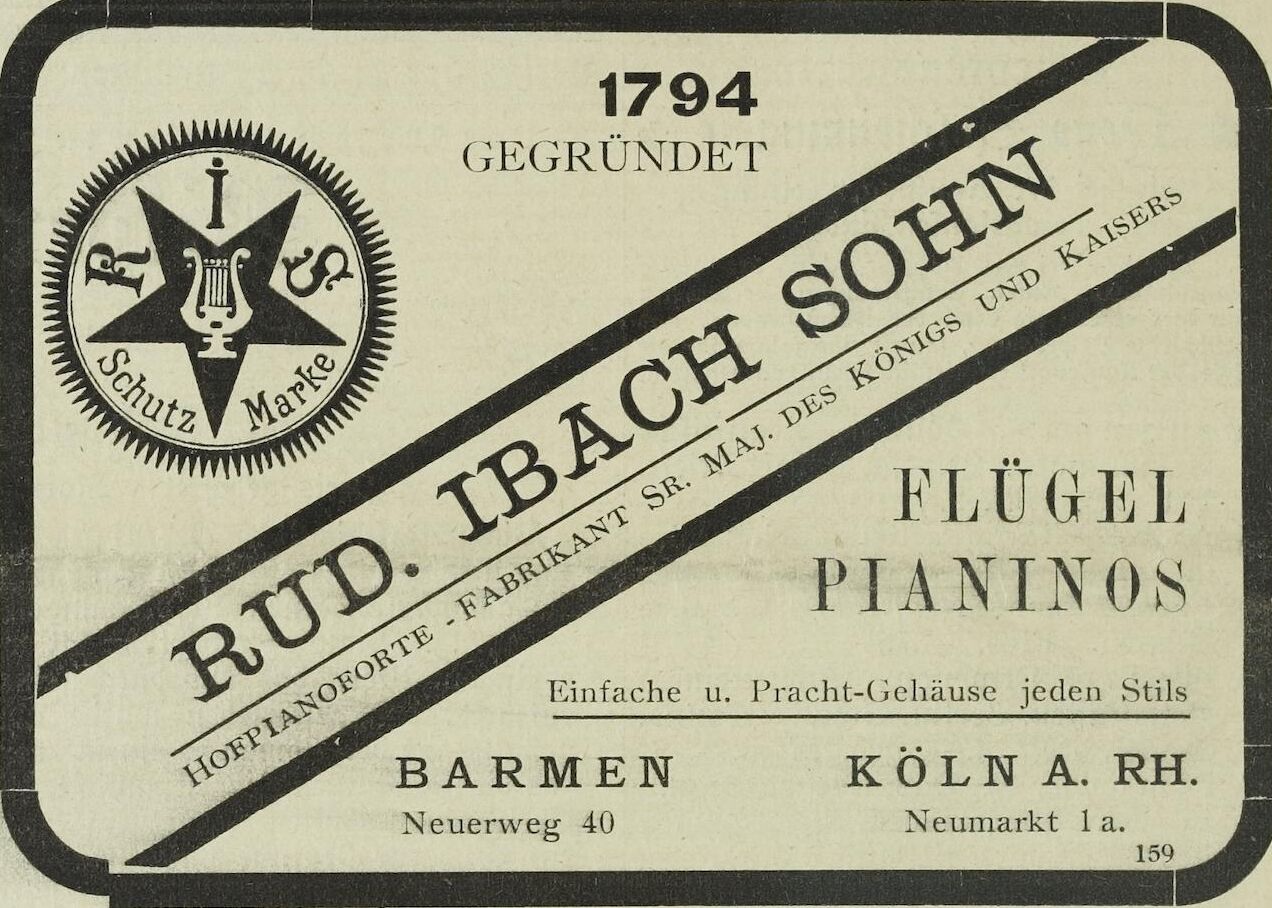 1794
GEGRÜNDET
R I S
Schutz Marke
RUD. IBACH SOHN
HOFPIANOFORTE-FABRIKANT SR. MAJ. DES KÖNIGS UND KAISERS
FLÜGEL
PIANINOS
Einfache u. Pracht-Gehäuse jeden Stils
BARMEN
Neuerweg 40
KÖLN A. RH.
Neumarkt 1a.
159